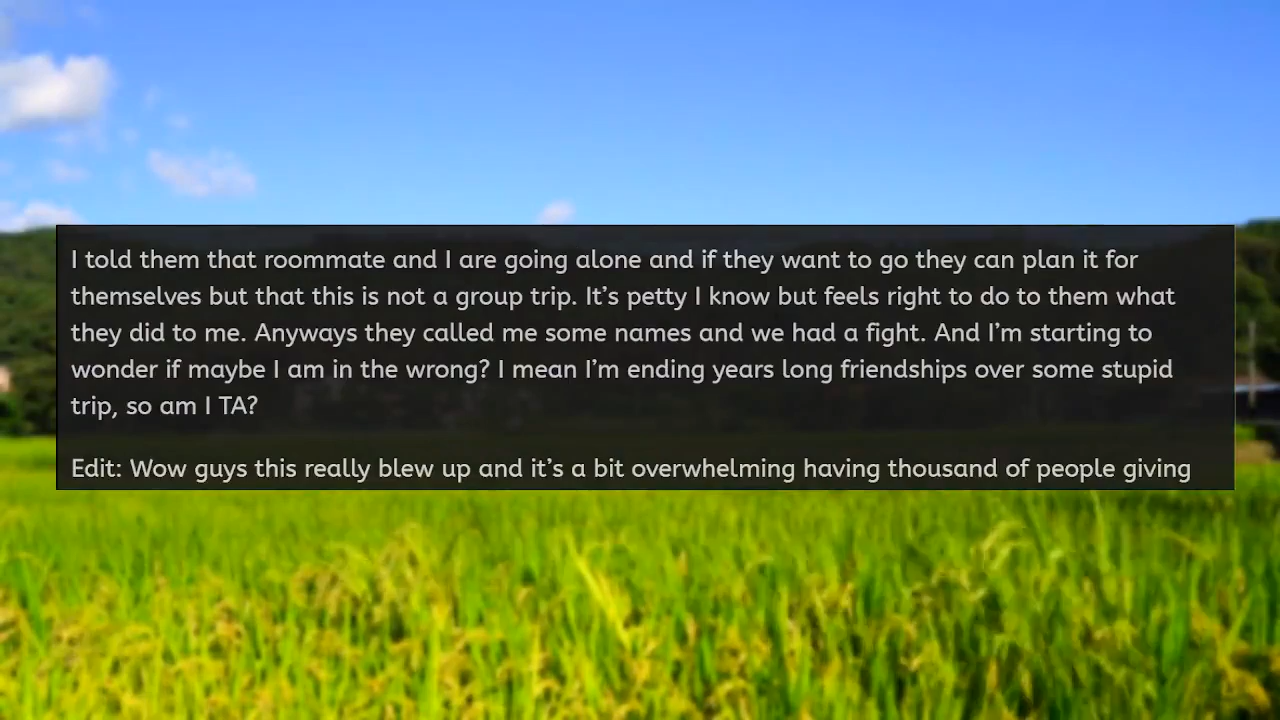 I told them that roommate and I are going alone and if they want to go they can plan it for
themselves but that this is not a group trip. It’s petty I know but feels right to do to them what
they did to me. Anyways they called me some names and we had a fight. And I’m starting to
wonder if maybe I am in the wrong? I mean I’m ending years long friendships over some stupid
trip, so am I TA?
Edit: Wow guys this really blew up and it’s a bit overwhelming having thousand of people giving